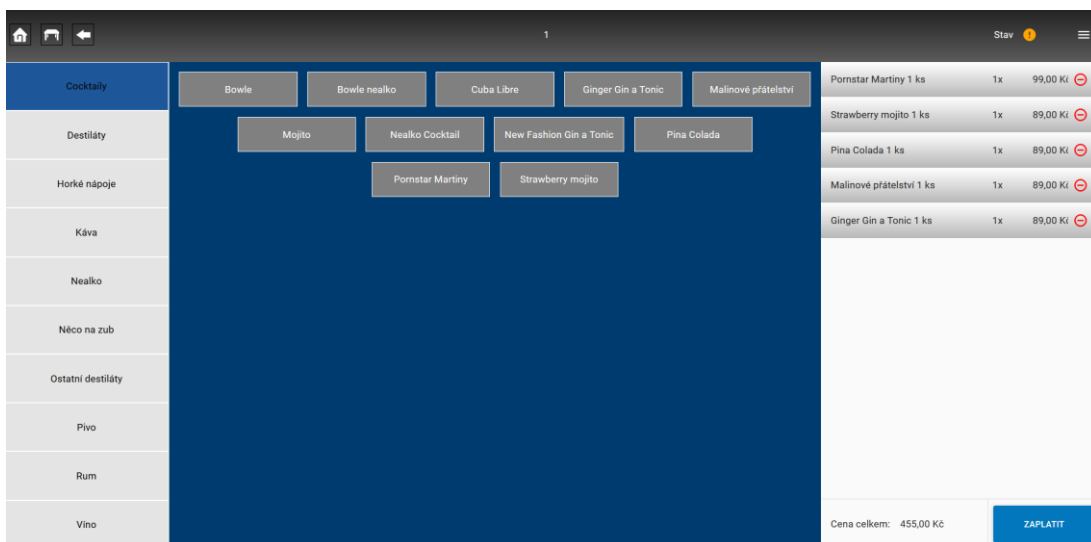 1
Stav
Cocktaily
Destiláty
Horké nápoje
Káva
Nealko
Něco na zub
Ostatní destiláty
Pivo
Rum
Víno
Bowle
Bowle nealko
Cuba Libre
Ginger Gin a Tonic
Malinové přátelství
Mojito
Nealko Cocktail
New Fashion Gin a Tonic
Pina Colada
Pornstar Martiny
Strawberry mojito
Pornstar Martiny 1 ks 1x 99,00 Kč
Strawberry mojito 1 ks 1x 89,00 Kč
Pina Colada 1 ks 1x 89,00 Kč
Malinové přátelství 1 ks 1x 89,00 Kč
Ginger Gin a Tonic 1 ks 1x 89,00 Kč
Cena celkem: 455,00 Kč
ZAPLATIT